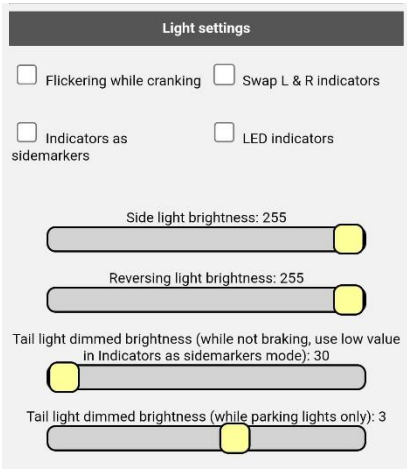 Light settings
Flickering while cranking Swap L & R indicators
Indicators as LED indicators
sidemarkers
Side light brightness: 255
Reversing light brightness: 255
Tail light dimmed brightness (while not braking, use low value
in Indicators as sidemarkers mode): 30
Tail light dimmed brightness (while parking lights only): 3